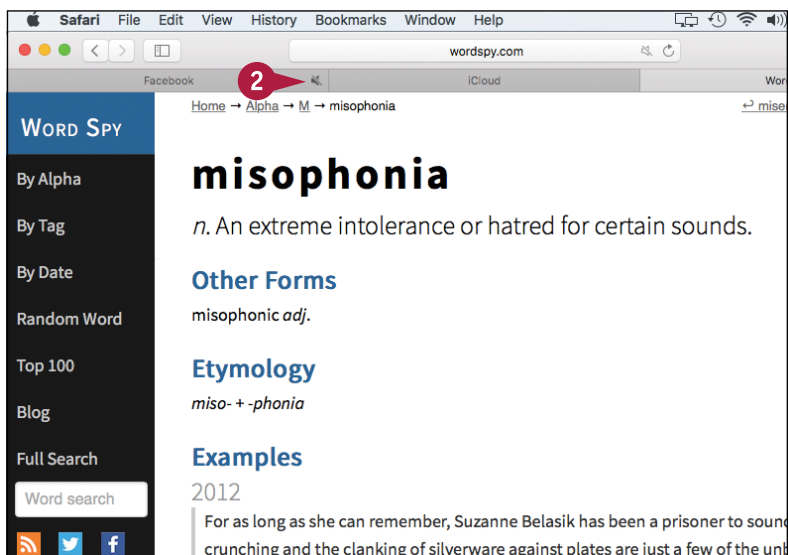 Safari File Edit View History Bookmarks Window Help
wordspy.com
Facebook 2 iCloud
Home → Alpha → M → misophonia
WORD SPY
By Alpha
By Tag
By Date
Random Word
Top 100
Blog
Full Search
Word search
misophonia
n. An extreme intolerance or hatred for certain sounds.
Other Forms
misophonic adj.
Etymology
miso- + -phonia
Examples
2012
For as long as she can remember, Suzanne Belasik has been a prisoner to
crunching and the clanking of silverware against plates are just a few of the